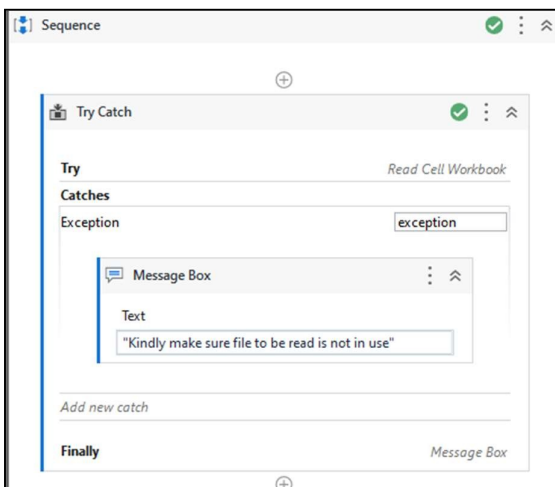 Sequence
Try Catch
Try Read Cell Workbook
Catches
Exception exception
Message Box
Text
"Kindly make sure file to be read is not in use"
Add new catch
Finally Message Box